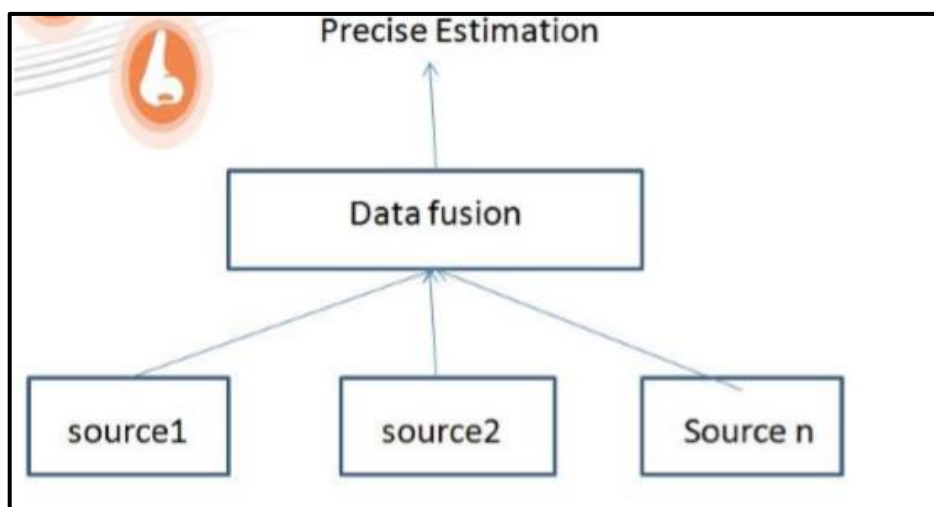 Precise Estimation
Data fusion
source1
source2
Source n